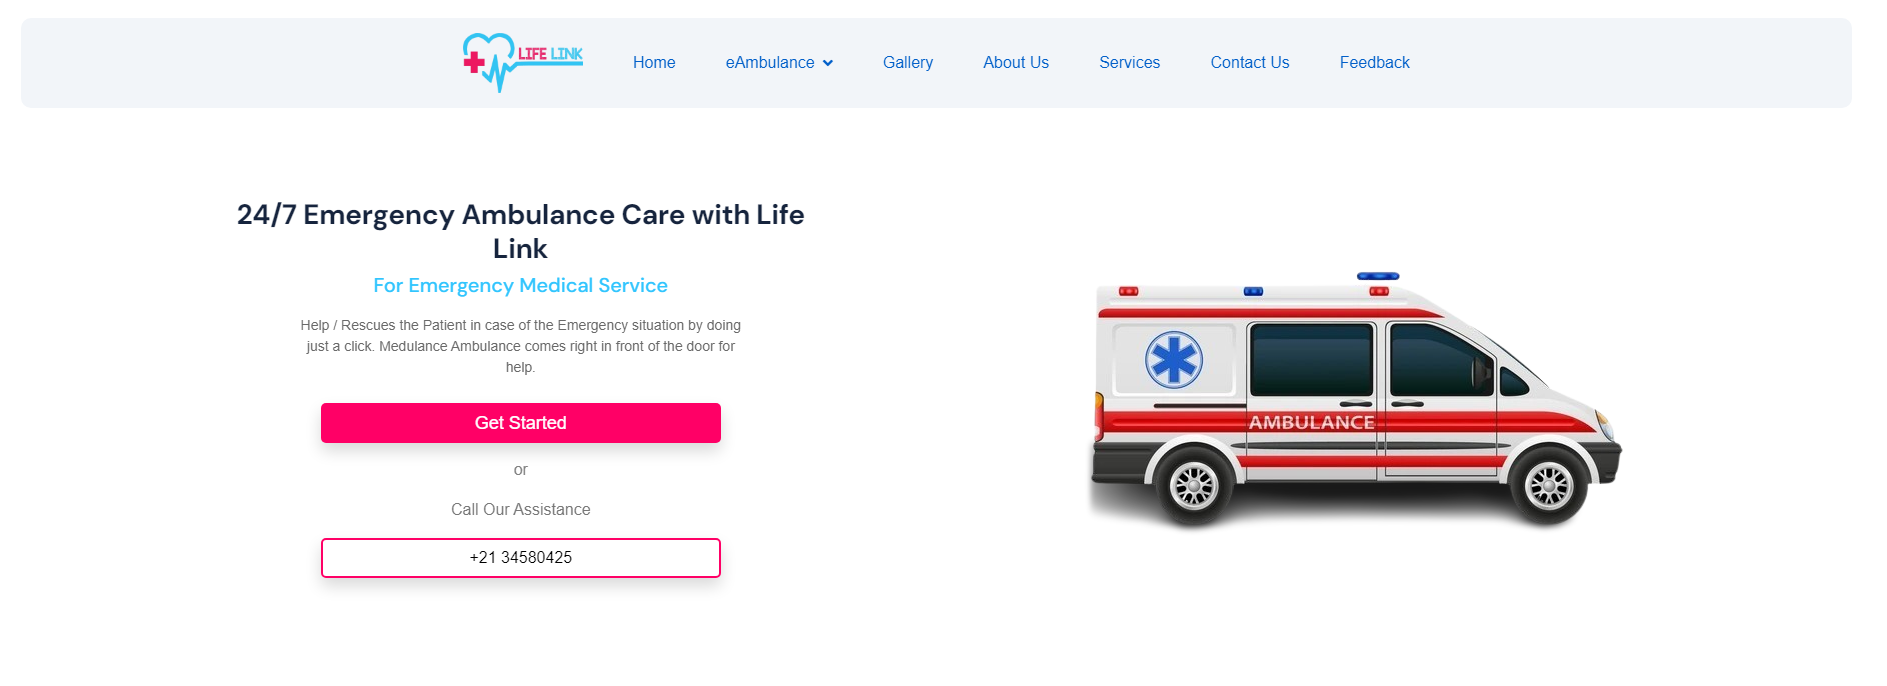 LIFE LINK
Home eAmbulance Gallery About Us Services Contact Us Feedback
24/7 Emergency Ambulance Care with Life
Link
For Emergency Medical Service
Help / Rescues the Patient in case of the Emergency situation by doing
just a click. Medulance Ambulance comes right in front of the door for
help.
Get Started
or
Call Our Assistance
+21 34580425
AMBULANCE